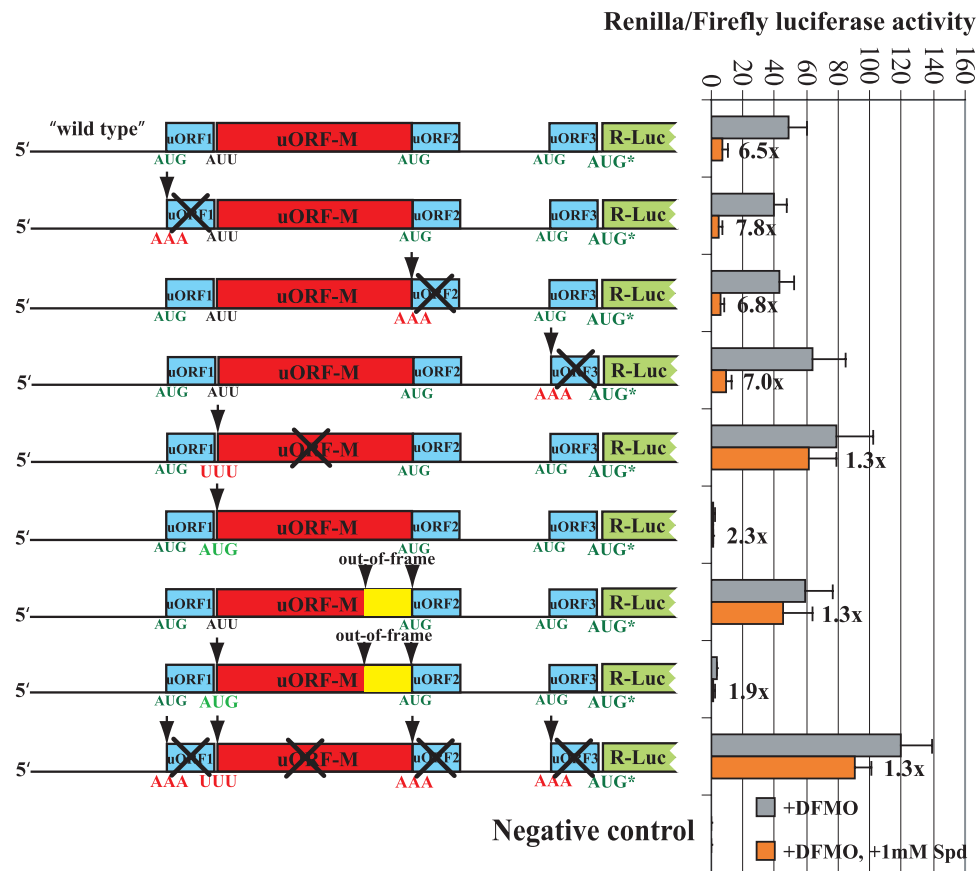 Renilla/Firefly luciferase activity
0 20 40 60 80 100 120 140 160
"wild type"
5' uORF1 uORF-M uORF2 uORF3 R-Luc
AUG AUU AUG AUG AUG*
6.5x
5' uORF1 uORF-M uORF2 uORF3 R-Luc
AAA AUU AUG AUG AUG*
7.8x
5' uORF1 uORF-M uORF2 uORF3 R-Luc
AUG AUU AAA AUG AUG*
6.8x
5' uORF1 uORF-M uORF2 uORF3 R-Luc
AUG AUU AUG AAA AUG*
7.0x
5' uORF1 uORF-M uORF2 uORF3 R-Luc
AUG UUU AUG AUG AUG*
1.3x
5' uORF1 uORF-M uORF2 uORF3 R-Luc
AUG AUG AUG AUG AUG*
2.3x
out-of-frame
5' uORF1 uORF-M uORF2 uORF3 R-Luc
AUG AUU AUG AUG AUG*
1.3x
out-of-frame
5' uORF1 uORF-M uORF2 uORF3 R-Luc
AUG AUG AUG AUG AUG*
1.9x
5' uORF1 uORF-M uORF2 uORF3 R-Luc
AAA UUU AAA AAA AUG*
1.3x
Negative control
+DFMO
+DFMO, +1mM Spd